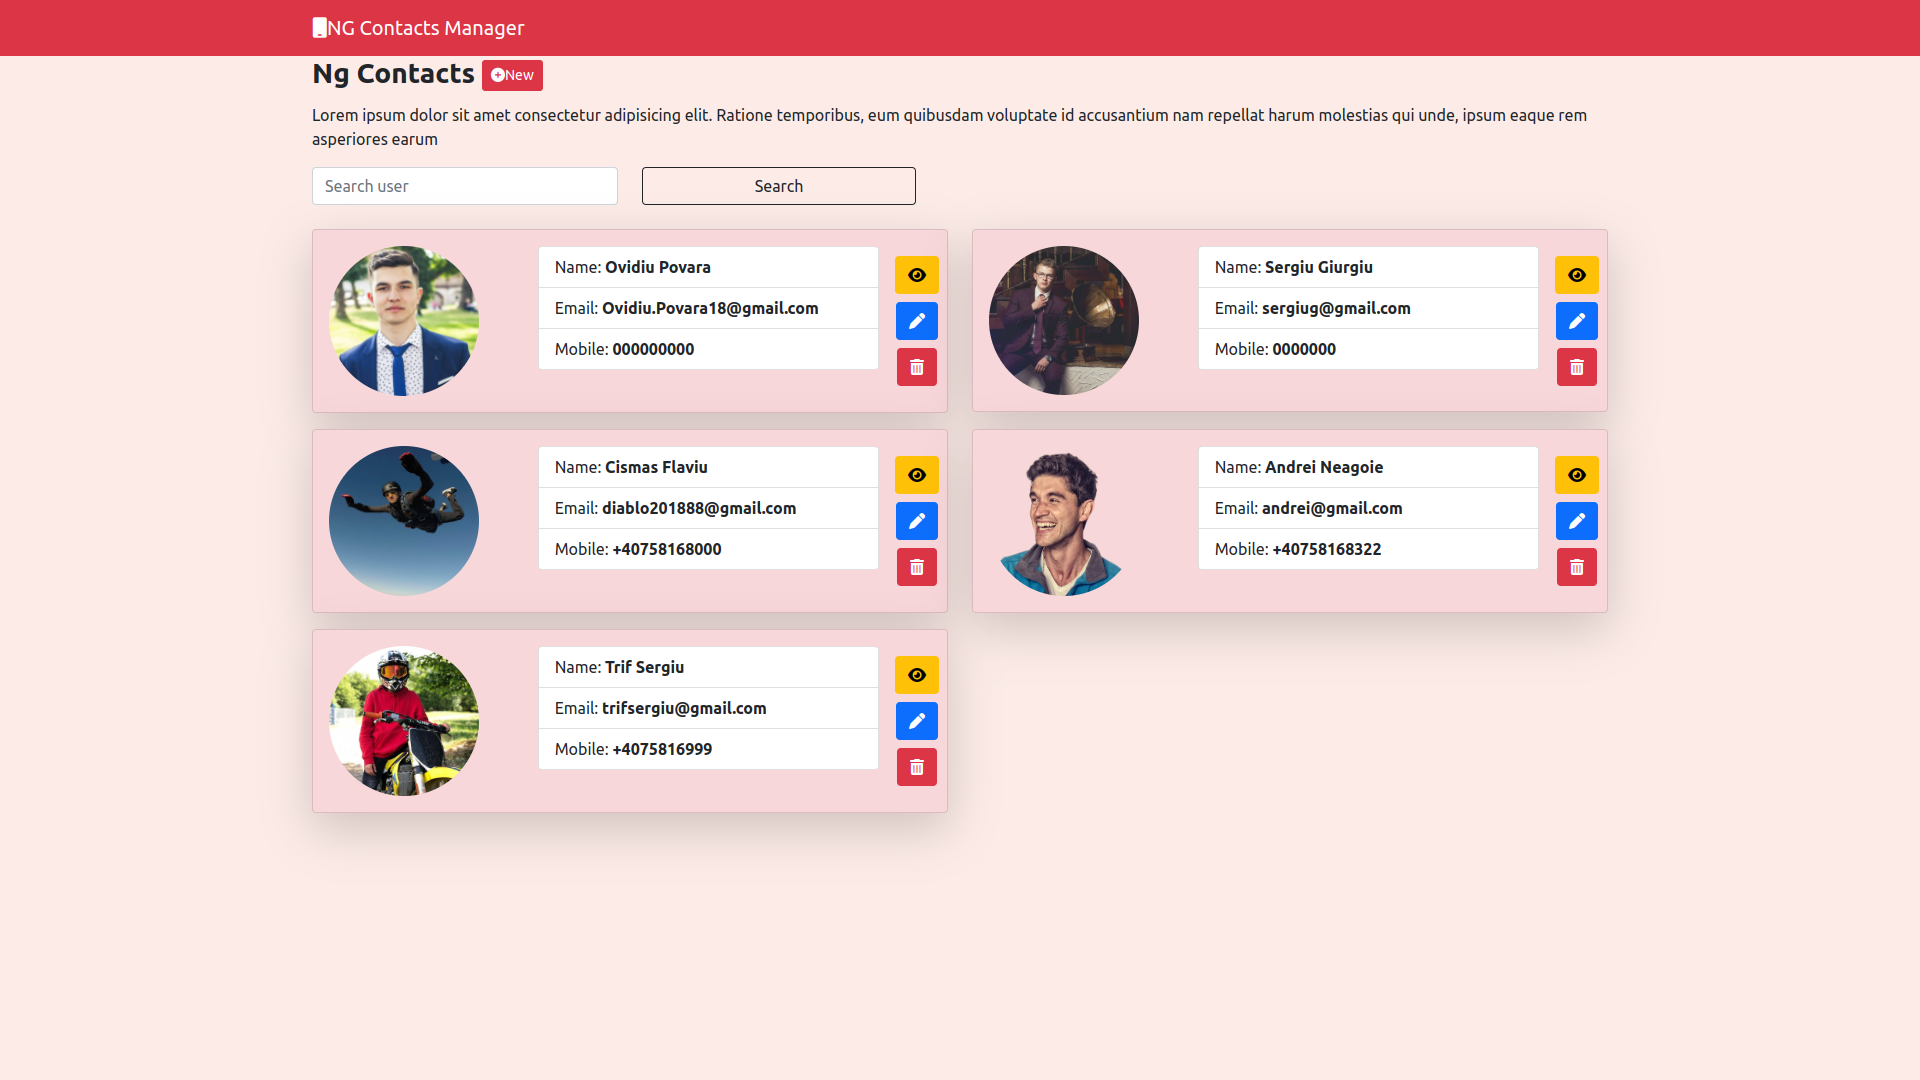 NG Contacts Manager
Ng Contacts New
Lorem ipsum dolor sit amet consectetur adipisicing elit. Ratione temporibus, eum quibusdam voluptate id accusantium nam repellat harum molestias qui unde, ipsum eaque rem
asperiores earum
Search user Search
Name: Ovidiu Povara
Email: Ovidiu.Povara18@gmail.com
Mobile: 000000000
Name: Sergiu Giurgiu
Email: sergiug@gmail.com
Mobile: 0000000
Name: Cismas Flaviu
Email: diablo201888@gmail.com
Mobile: +40758168000
Name: Andrei Neagoie
Email: andrei@gmail.com
Mobile: +40758168322
Name: Trif Sergiu
Email: trifsergiu@gmail.com
Mobile: +4075816999